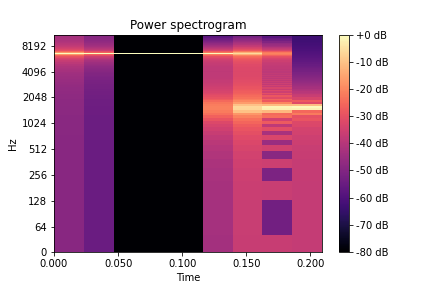 Power spectrogram
8192
4096
2048
1024
512
256
128
64
0
Hz
0.000 0.050 0.100 0.150 0.200
Time
+0 dB
-10 dB
-20 dB
-30 dB
-40 dB
-50 dB
-60 dB
-70 dB
-80 dB